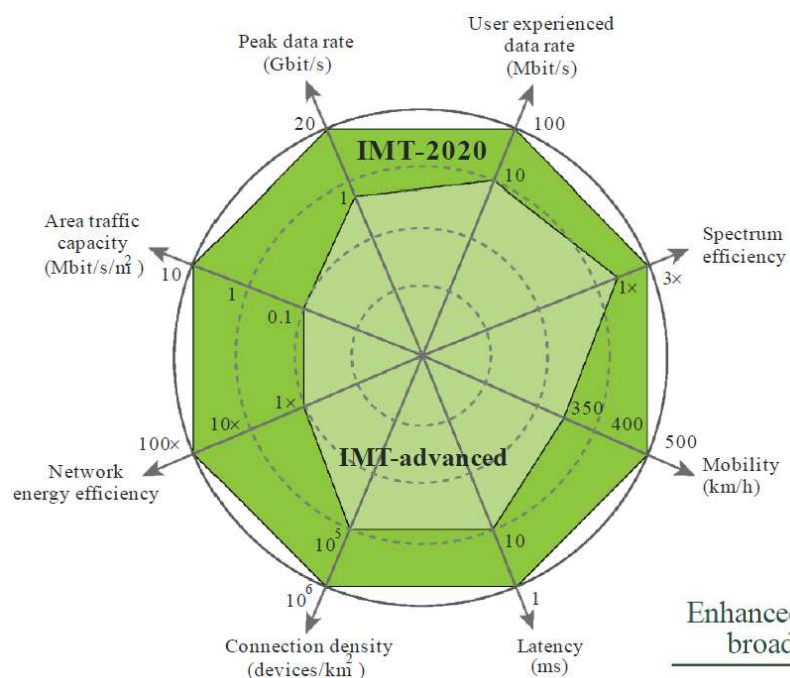 Peak data rate
(Gbit/s)
User experienced
data rate
(Mbit/s)
20
100
IMT-2020
1
10
Area traffic
capacity
(Mbit/s/m²)
Spectrum
efficiency
10
1
0.1
1×
3×
1×
10×
100×
350
400
500
Network
energy efficiency
IMT-advanced
Mobility
(km/h)
10⁵
10
10⁶
1
Connection density
(devices/km²)
Latency
(ms)
Enhanced
broad